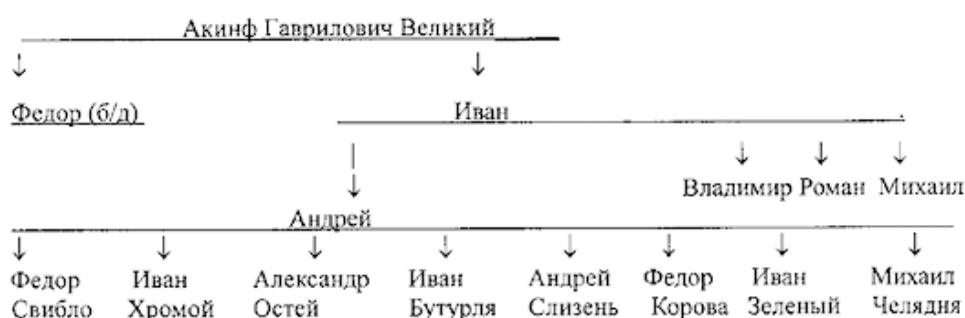 Акинф Гаврилович Великий
Федор (б/д) Иван
Владимир Роман Михаил
Андрей
Федор Иван Александр Иван Андрей Федор Иван Михаил
Свибло Хромой Остей Бутурля Слизень Корова Зеленый Челядня